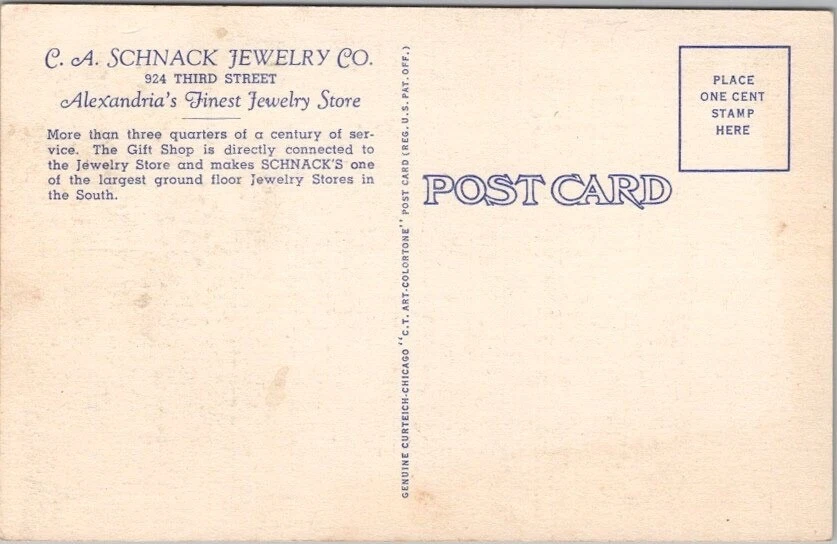 C. A. SCHNACK JEWELRY CO.
924 THIRD STREET
Alexandria's Finest Jewelry Store
More than three quarters of a century of ser-
vice. The Gift Shop is directly connected to
the Jewelry Store and makes SCHNACK'S one
of the largest ground floor Jewelry Stores in
the South.
GENUINE CURTEICH-CHICAGO "C.T. ART-COLORTONE" POST CARD (REG. U.S. PAT. OFF.)
POST CARD
PLACE
ONE CENT
STAMP
HERE